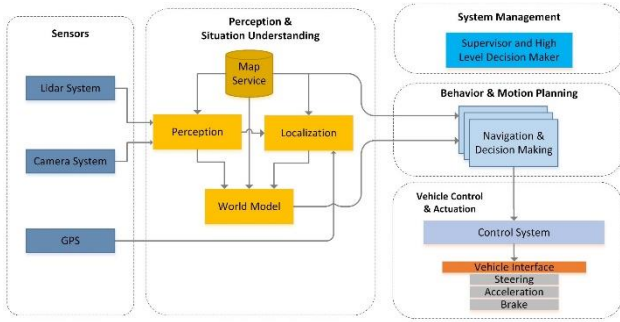 Sensors
Lidar System
Camera System
GPS
Perception &
Situation Understanding
Map
Service
Perception
Localization
World Model
System Management
Supervisor and High
Level Decision Maker
Behavior & Motion Planning
Navigation &
Decision Making
Vehicle Control
& Actuation
Control System
Vehicle Interface
Steering
Acceleration
Brake